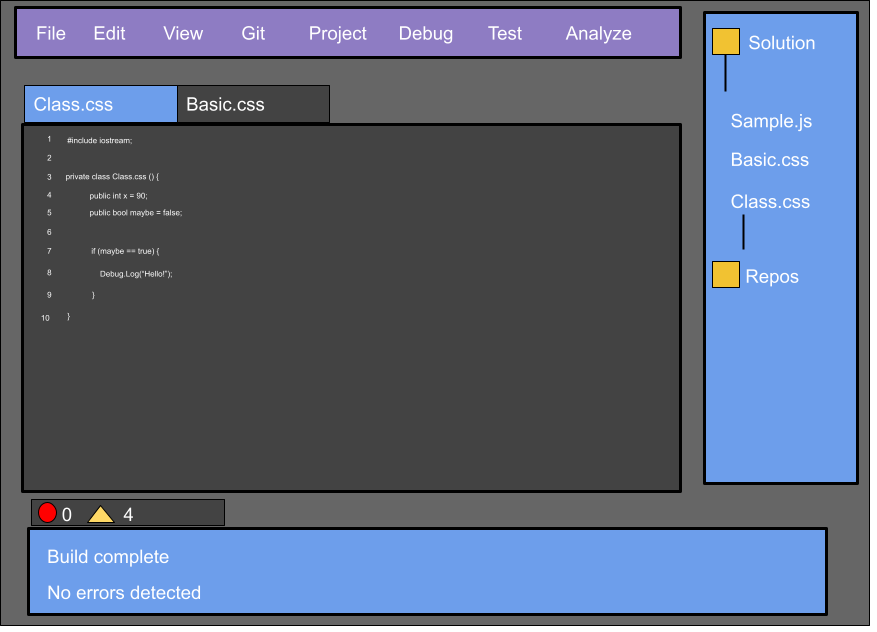 File Edit View Git Project Debug Test Analyze
Solution
Sample.js
Basic.css
Class.css
Repos
Class.css Basic.css
1 #include iostream;
2
3 private class Class.css () {
4 public int x = 90;
5 public bool maybe = false;
6
7 if (maybe == true) {
8 Debug.Log("Hello!");
9 }
10 }
0 4
Build complete
No errors detected